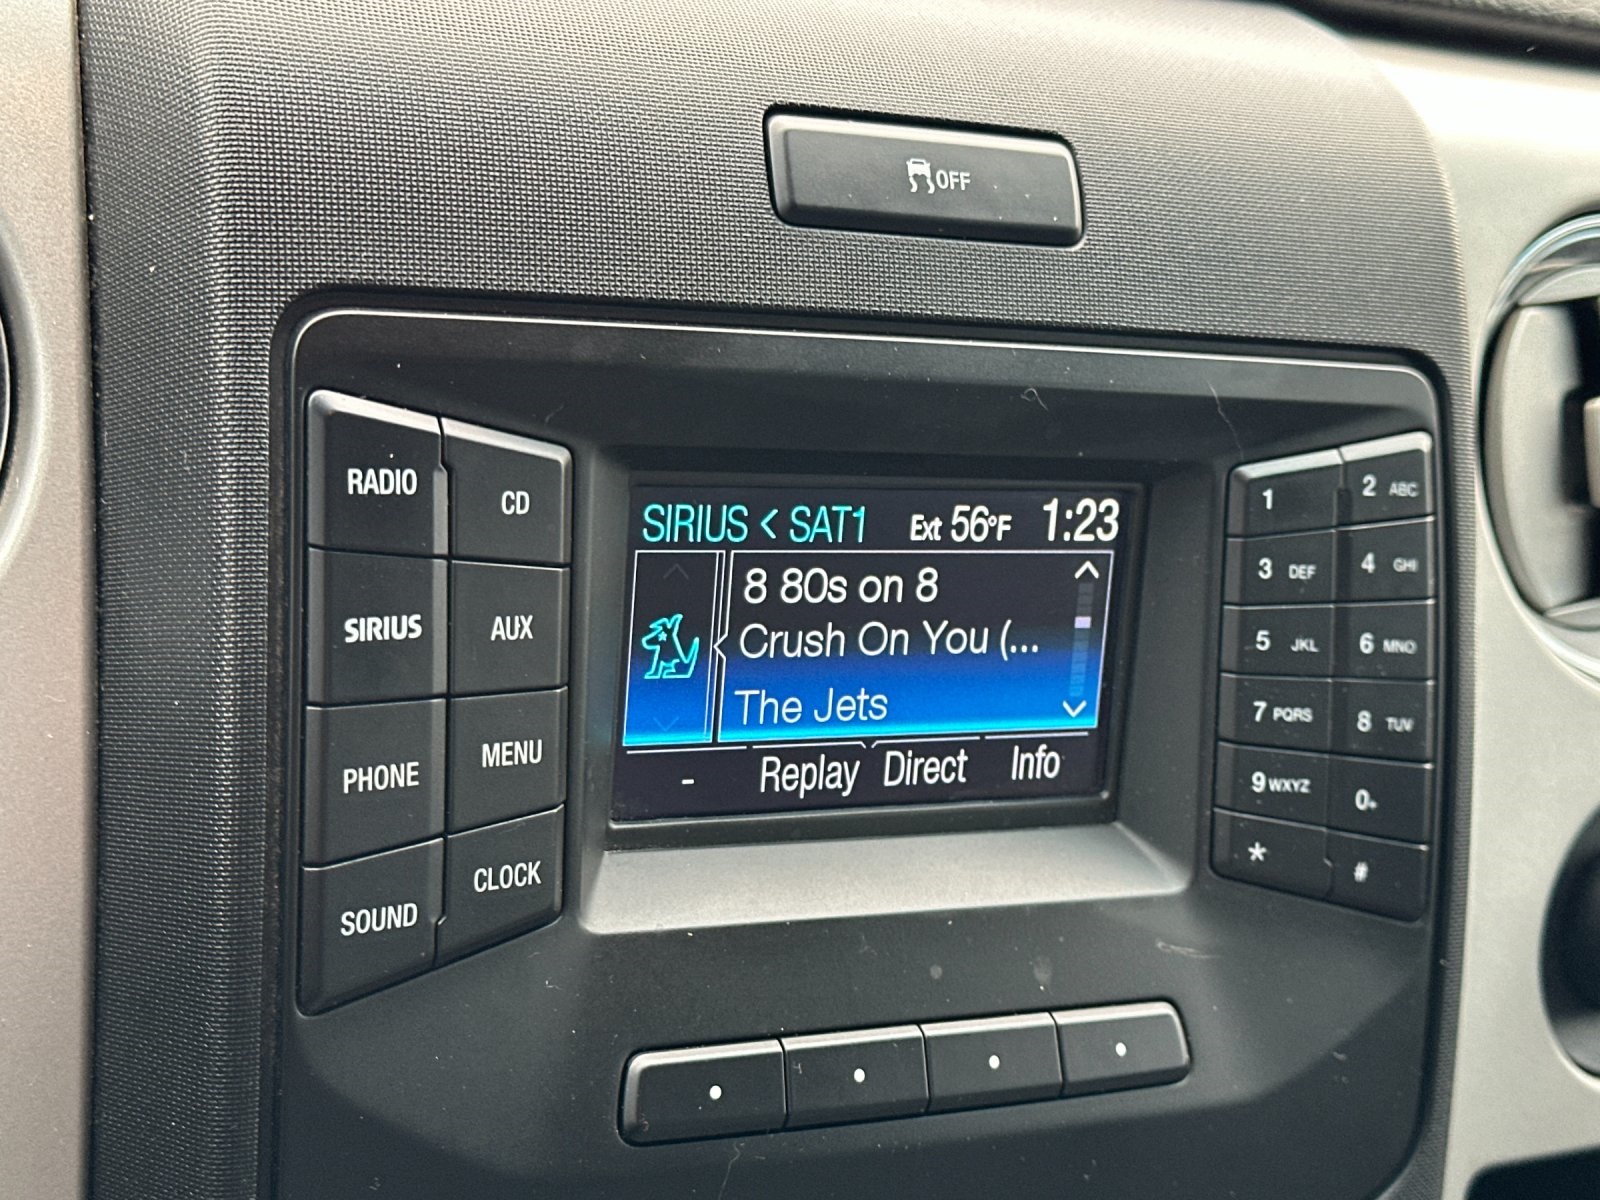 OFF
RADIO
CD
SIRIUS
AUX
PHONE
MENU
SOUND
CLOCK
SIRIUS < SAT1 Ext 56°F 1:23
8 80s on 8
Crush On You (...
The Jets
- Replay Direct Info
1
2 ABC
3 DEF
4 GHI
5 JKL
6 MNO
7 PQRS
8 TUV
9 WXYZ
0+
*
#